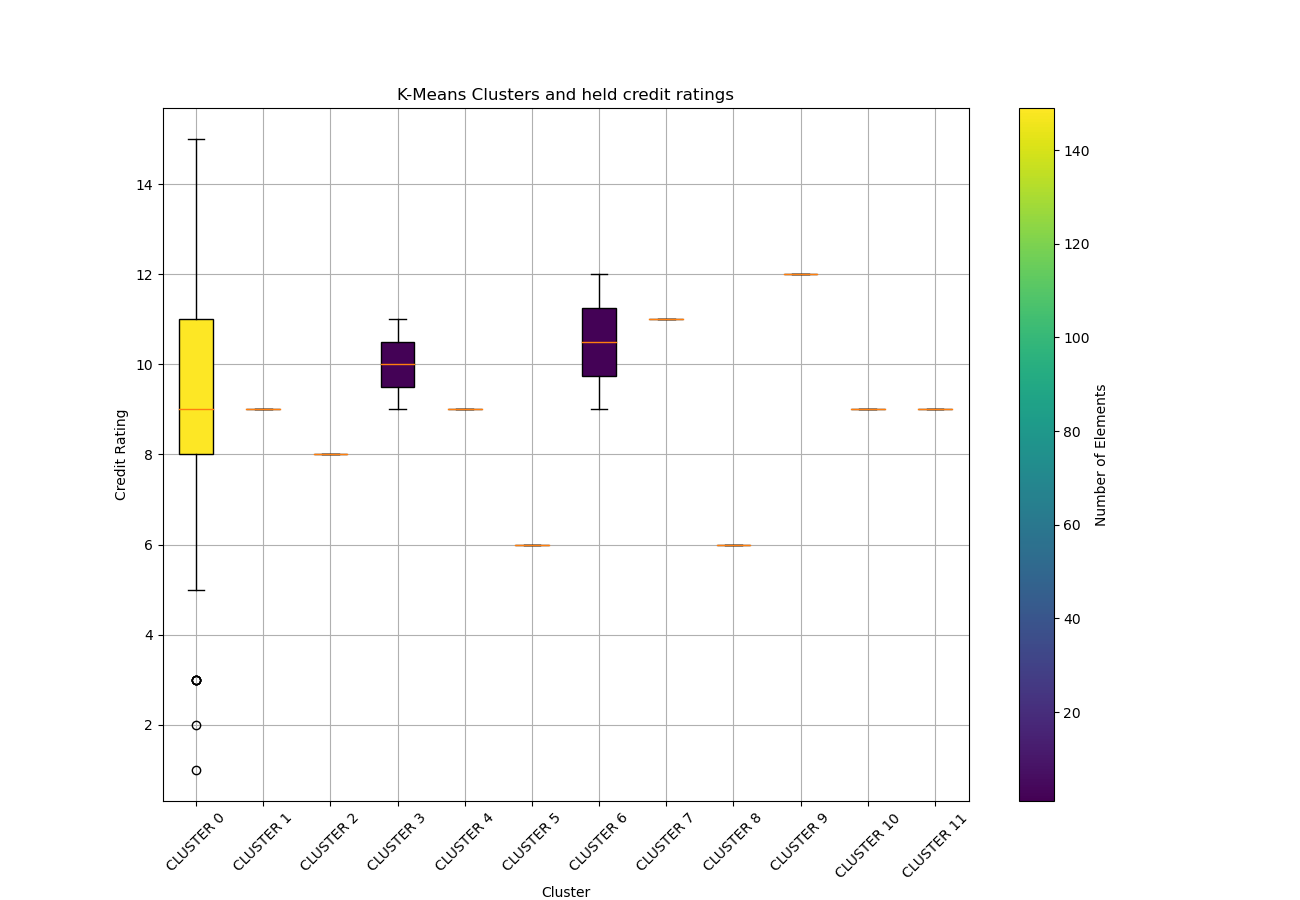 K-Means Clusters and held credit ratings
14
12
10
8
6
4
2
Credit Rating
CLUSTER 0
CLUSTER 1
CLUSTER 2
CLUSTER 3
CLUSTER 4
CLUSTER 5
CLUSTER 6
CLUSTER 7
CLUSTER 8
CLUSTER 9
CLUSTER 10
CLUSTER 11
Cluster
140
120
100
80
60
40
20
Number of Elements